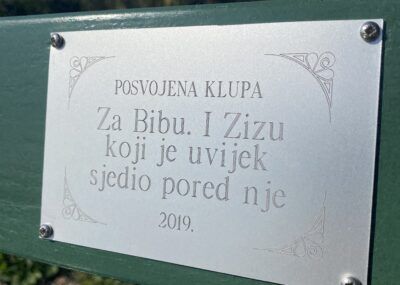 POSVOJENA KLUPA
Za Bibu. I Zizu
koji je uvijek
sjedio pored nje
2019.